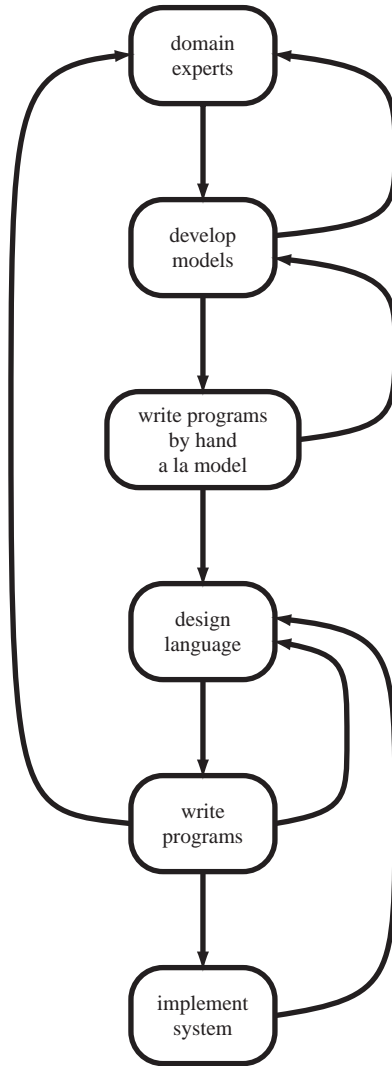 domain
experts
develop
models
write programs
by hand
a la model
design
language
write
programs
implement
system